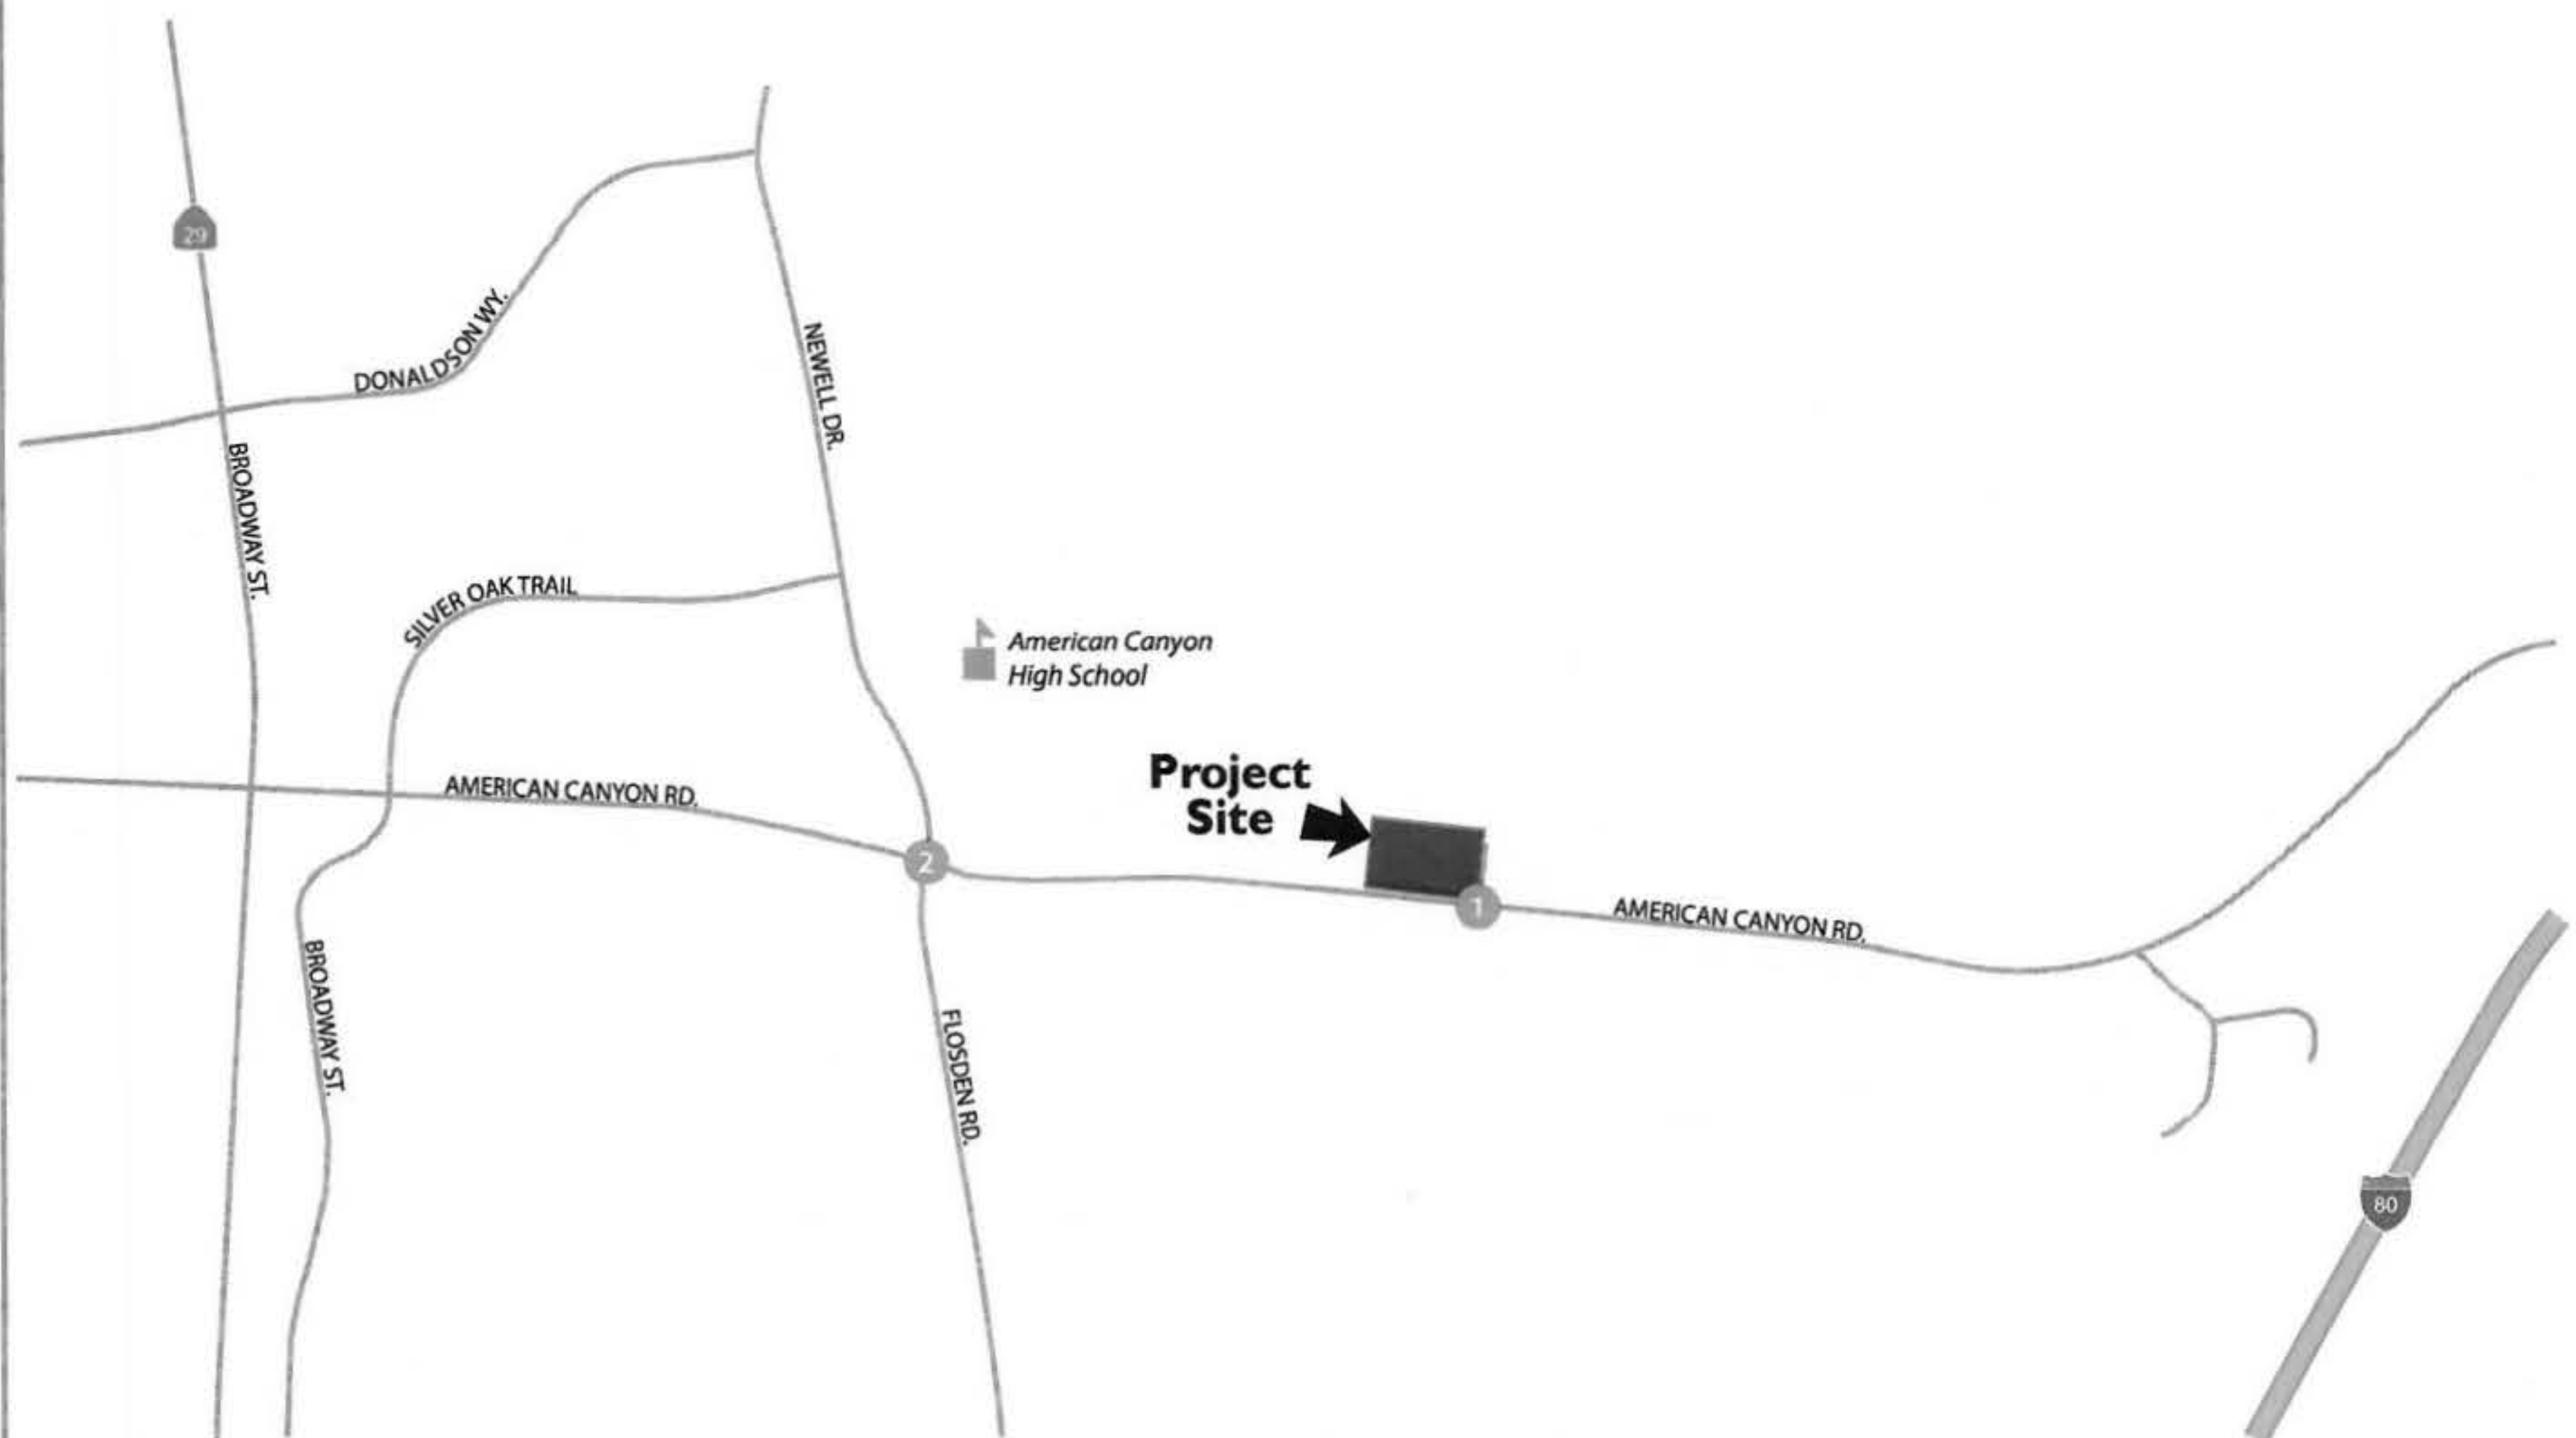 29
DONALDSON WY.
NEWELL DR.
BROADWAY ST.
SILVER OAK TRAIL
American Canyon
High School
Project
Site
AMERICAN CANYON RD.
2
1
AMERICAN CANYON RD.
BROADWAY ST.
FLOSDEN RD.
80